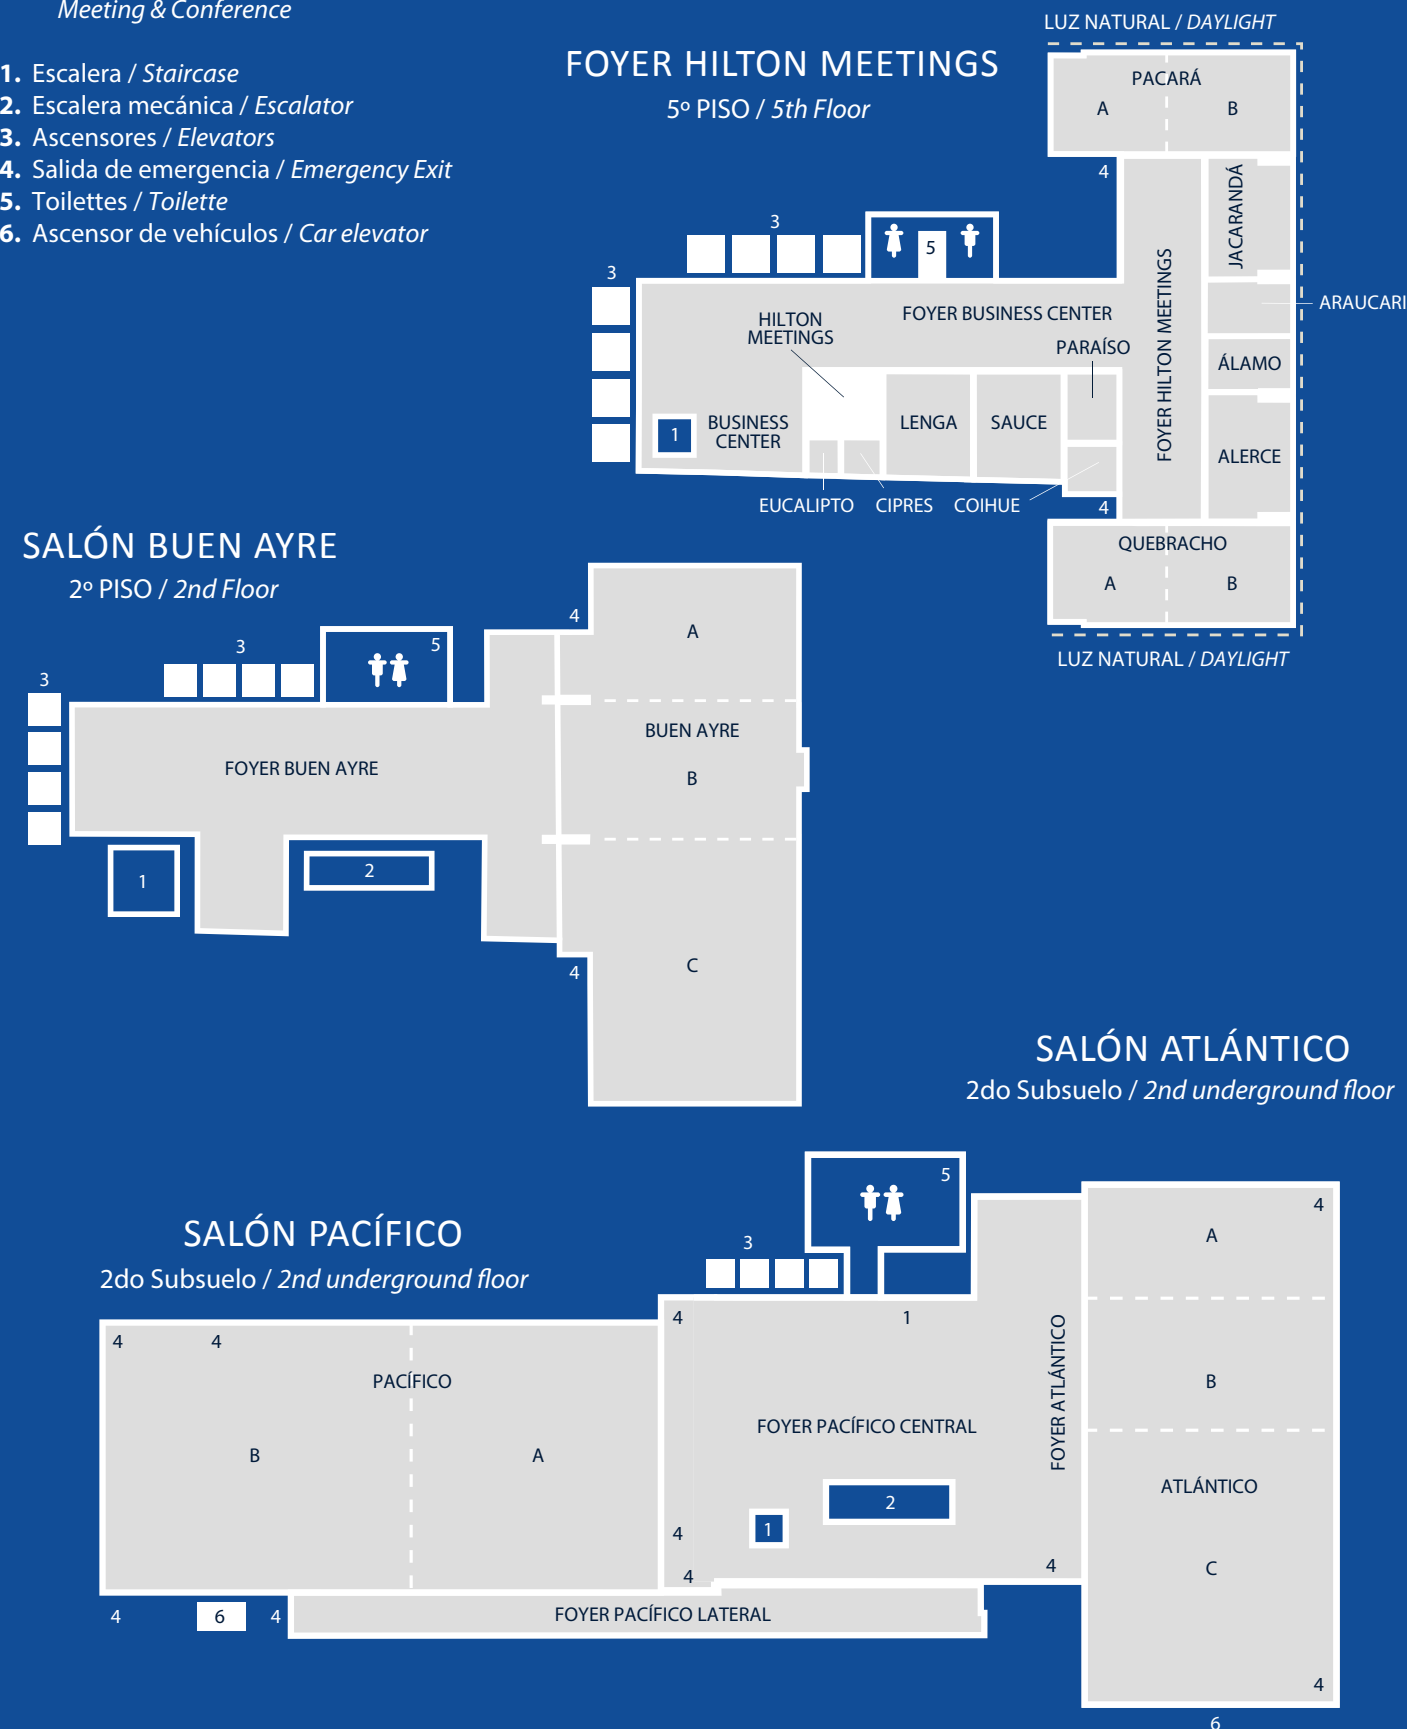 Meeting & Conference
1. Escalera / Staircase
2. Escalera mecánica / Escalator
3. Ascensores / Elevators
4. Salida de emergencia / Emergency Exit
5. Toilettes / Toilette
6. Ascensor de vehículos / Car elevator
FOYER HILTON MEETINGS
5º PISO / 5th Floor
LUZ NATURAL / DAYLIGHT
PACARÁ
A
B
4
JACARANDÁ
3
5
3
FOYER HILTON MEETINGS
ARAUCARI
HILTON
MEETINGS
FOYER BUSINESS CENTER
PARAÍSO
ÁLAMO
1
BUSINESS
CENTER
LENGA
SAUCE
ALERCE
EUCALIPTO
CIPRES
COIHUE
4
QUEBRACHO
A
B
LUZ NATURAL / DAYLIGHT
SALÓN BUEN AYRE
2º PISO / 2nd Floor
4
A
3
5
3
BUEN AYRE
FOYER BUEN AYRE
B
1
2
C
4
SALÓN ATLÁNTICO
2do Subsuelo / 2nd underground floor
SALÓN PACÍFICO
2do Subsuelo / 2nd underground floor
5
3
4
A
4
4
PACÍFICO
B
A
4
1
FOYER PACÍFICO CENTRAL
FOYER ATLÁNTICO
B
ATLÁNTICO
2
1
4
4
4
C
4
6
4
FOYER PACÍFICO LATERAL
4
6